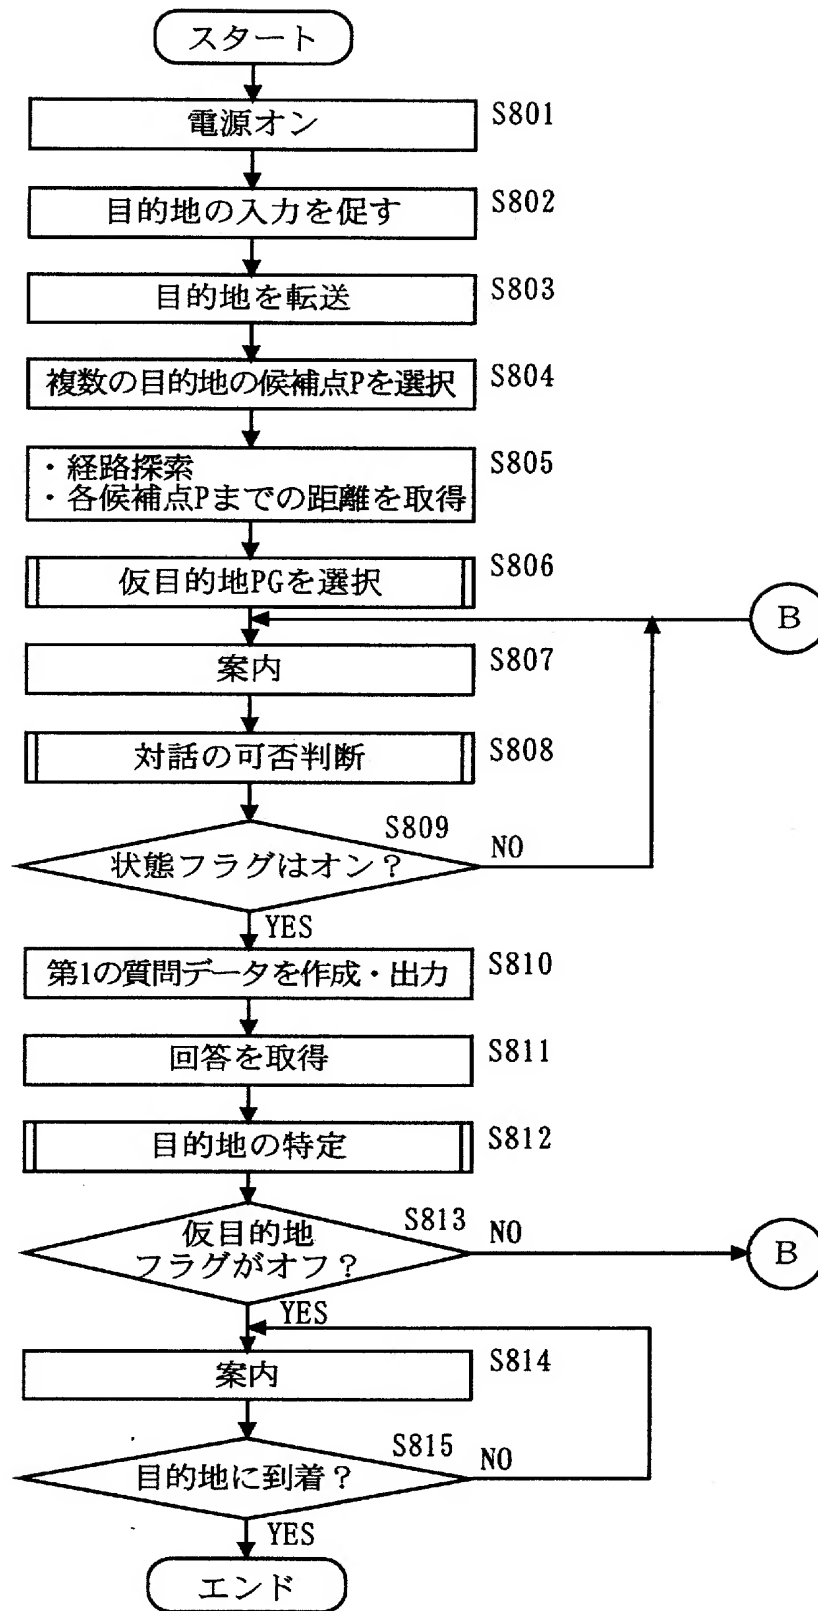 スタート
電源オン
S801
目的地の入力を促す
S802
目的地を転送
S803
複数の目的地の候補点Pを選択
S804
・経路探索
・各候補点Pまでの距離を取得
S805
仮目的地PGを選択
S806
B
案内
S807
対話の可否判断
S808
S809
状態フラグはオン？
NO
YES
第1の質問データを作成・出力
S810
回答を取得
S811
目的地の特定
S812
S813
仮目的地
フラグがオフ？
NO
B
YES
案内
S814
S815
目的地に到着？
NO
YES
エンド